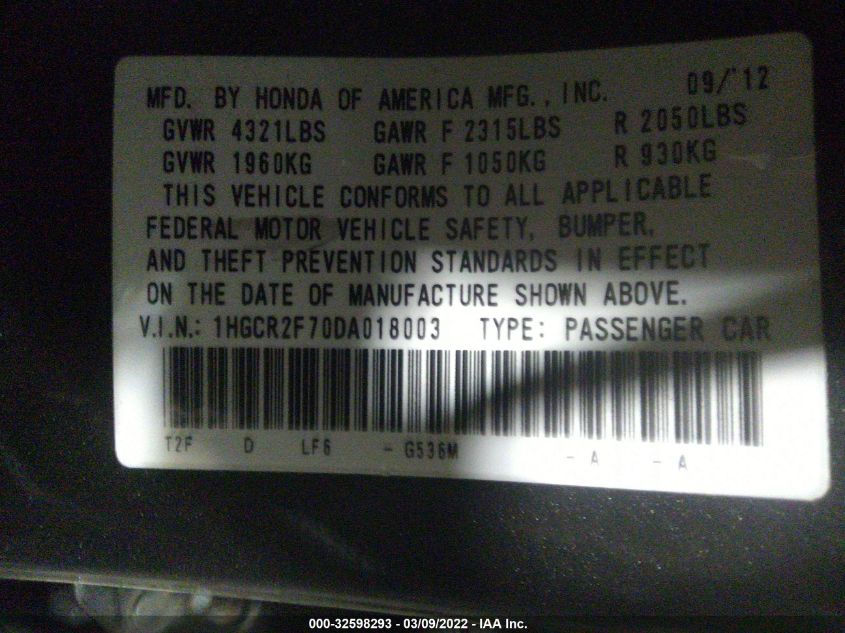 MFD. BY HONDA OF AMERICA MFG., INC. 09/'12
GVWR 4321LBS GAWR F 2315LBS R 2050LBS
GVWR 1960KG GAWR F 1050KG R 930KG
THIS VEHICLE CONFORMS TO ALL APPLICABLE
FEDERAL MOTOR VEHICLE SAFETY, BUMPER,
AND THEFT PREVENTION STANDARDS IN EFFECT
ON THE DATE OF MANUFACTURE SHOWN ABOVE.
V.I.N.: 1HGCR2F70DA018003 TYPE: PASSENGER CAR
T2F D LF6 - G536M - A - A
000-32598293 - 03/09/2022 - IAA Inc.